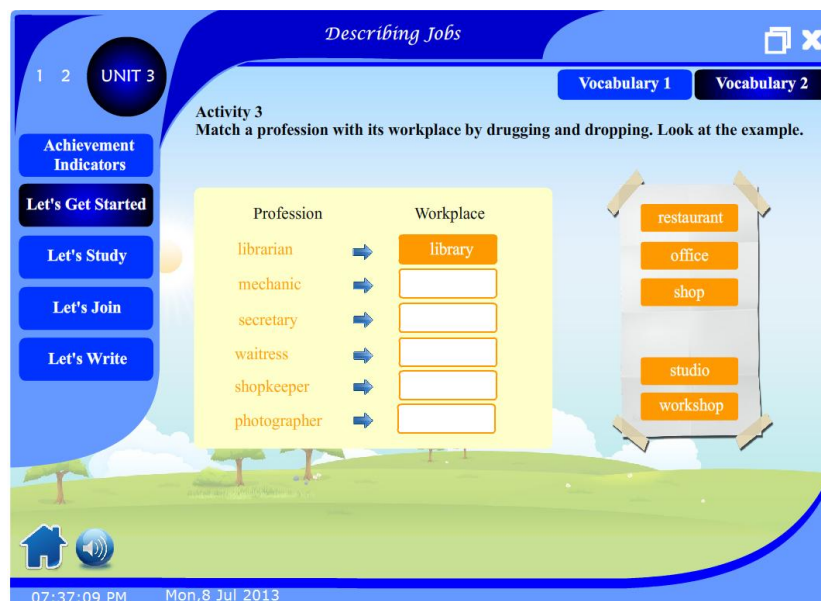 Describing Jobs
1 2 UNIT 3
Vocabulary 1 Vocabulary 2
Activity 3
Match a profession with its workplace by drugging and dropping. Look at the example.
Achievement
Indicators
Let's Get Started
Let's Study
Let's Join
Let's Write
Profession Workplace
librarian library
mechanic
secretary
waitress
shopkeeper
photographer
restaurant
office
shop
studio
workshop
07:37:09 PM Mon,8 Jul 2013